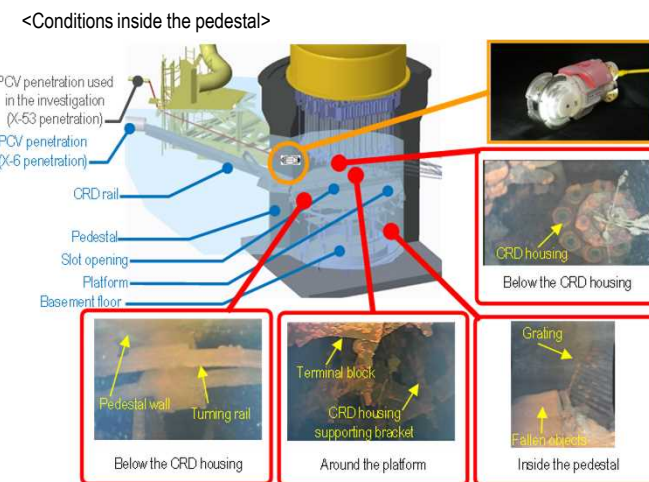 <Conditions inside the pedestal>
PCV penetration used
in the investigation
(X-53 penetration)
PCV penetration
(X-6 penetration)
CRD rail
Pedestal
Slot opening
Platform
Basement floor
CRD housing
Below the CRD housing
Pedestal wall
Turning rail
Below the CRD housing
Terminal block
CRD housing
supporting bracket
Around the platform
Grating
Fallen objects
Inside the pedestal